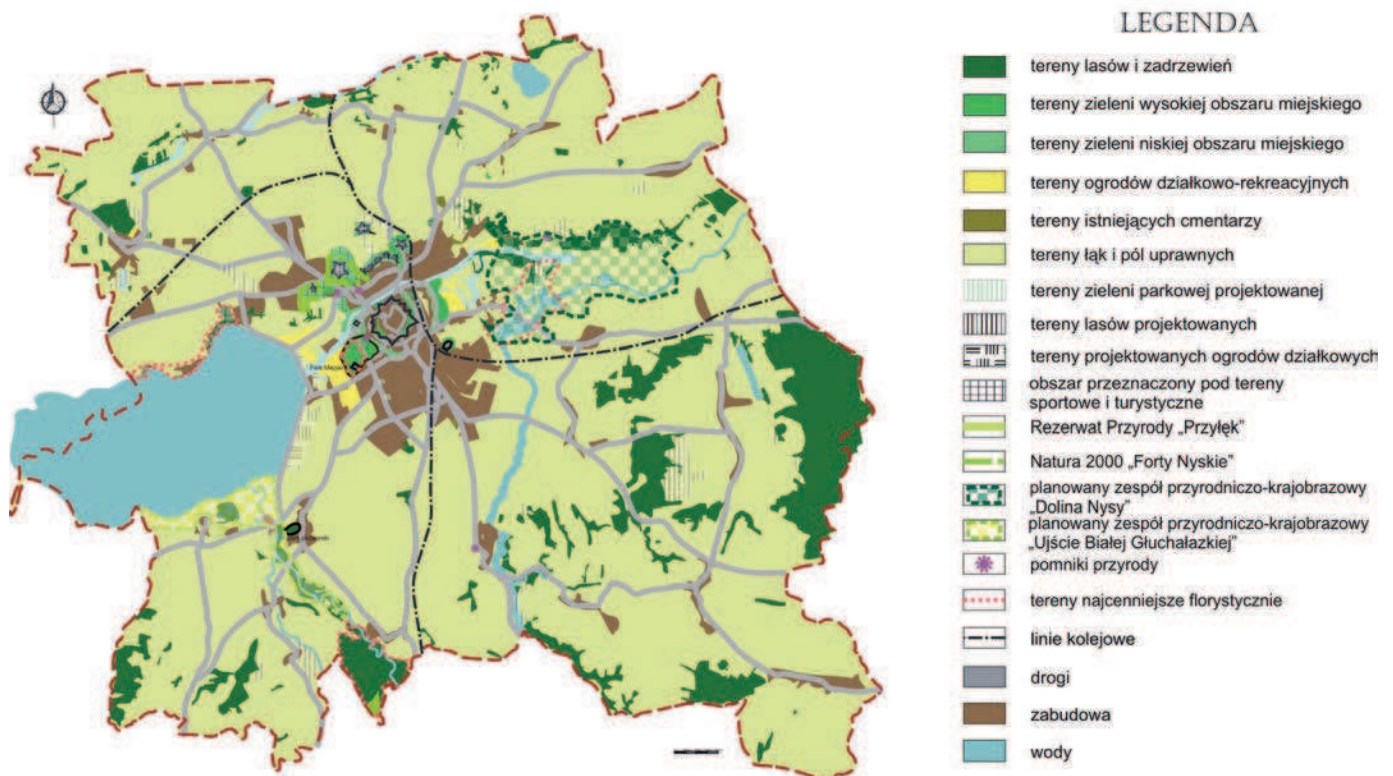 LEGENDA
tereny lasów i zadrzewień
tereny zieleni wysokiej obszaru miejskiego
tereny zieleni niskiej obszaru miejskiego
tereny ogrodów działkowo-rekreacyjnych
tereny istniejących cmentarzy
tereny łąk i pól uprawnych
tereny zieleni parkowej projektowanej
tereny lasów projektowanych
tereny projektowanych ogrodów działkowych
obszar przeznaczony pod tereny
sportowe i turystyczne
Rezerwat Przyrody „Przyłęk”
Natura 2000 „Forty Nyskie”
planowany zespół przyrodniczo-krajobrazowy
„Dolina Nysy”
planowany zespół przyrodniczo-krajobrazowy
„Ujście Białej Głuchałazkiej”
pomniki przyrody
tereny najcenniejsze florystycznie
linie kolejowe
drogi
zabudowa
wody